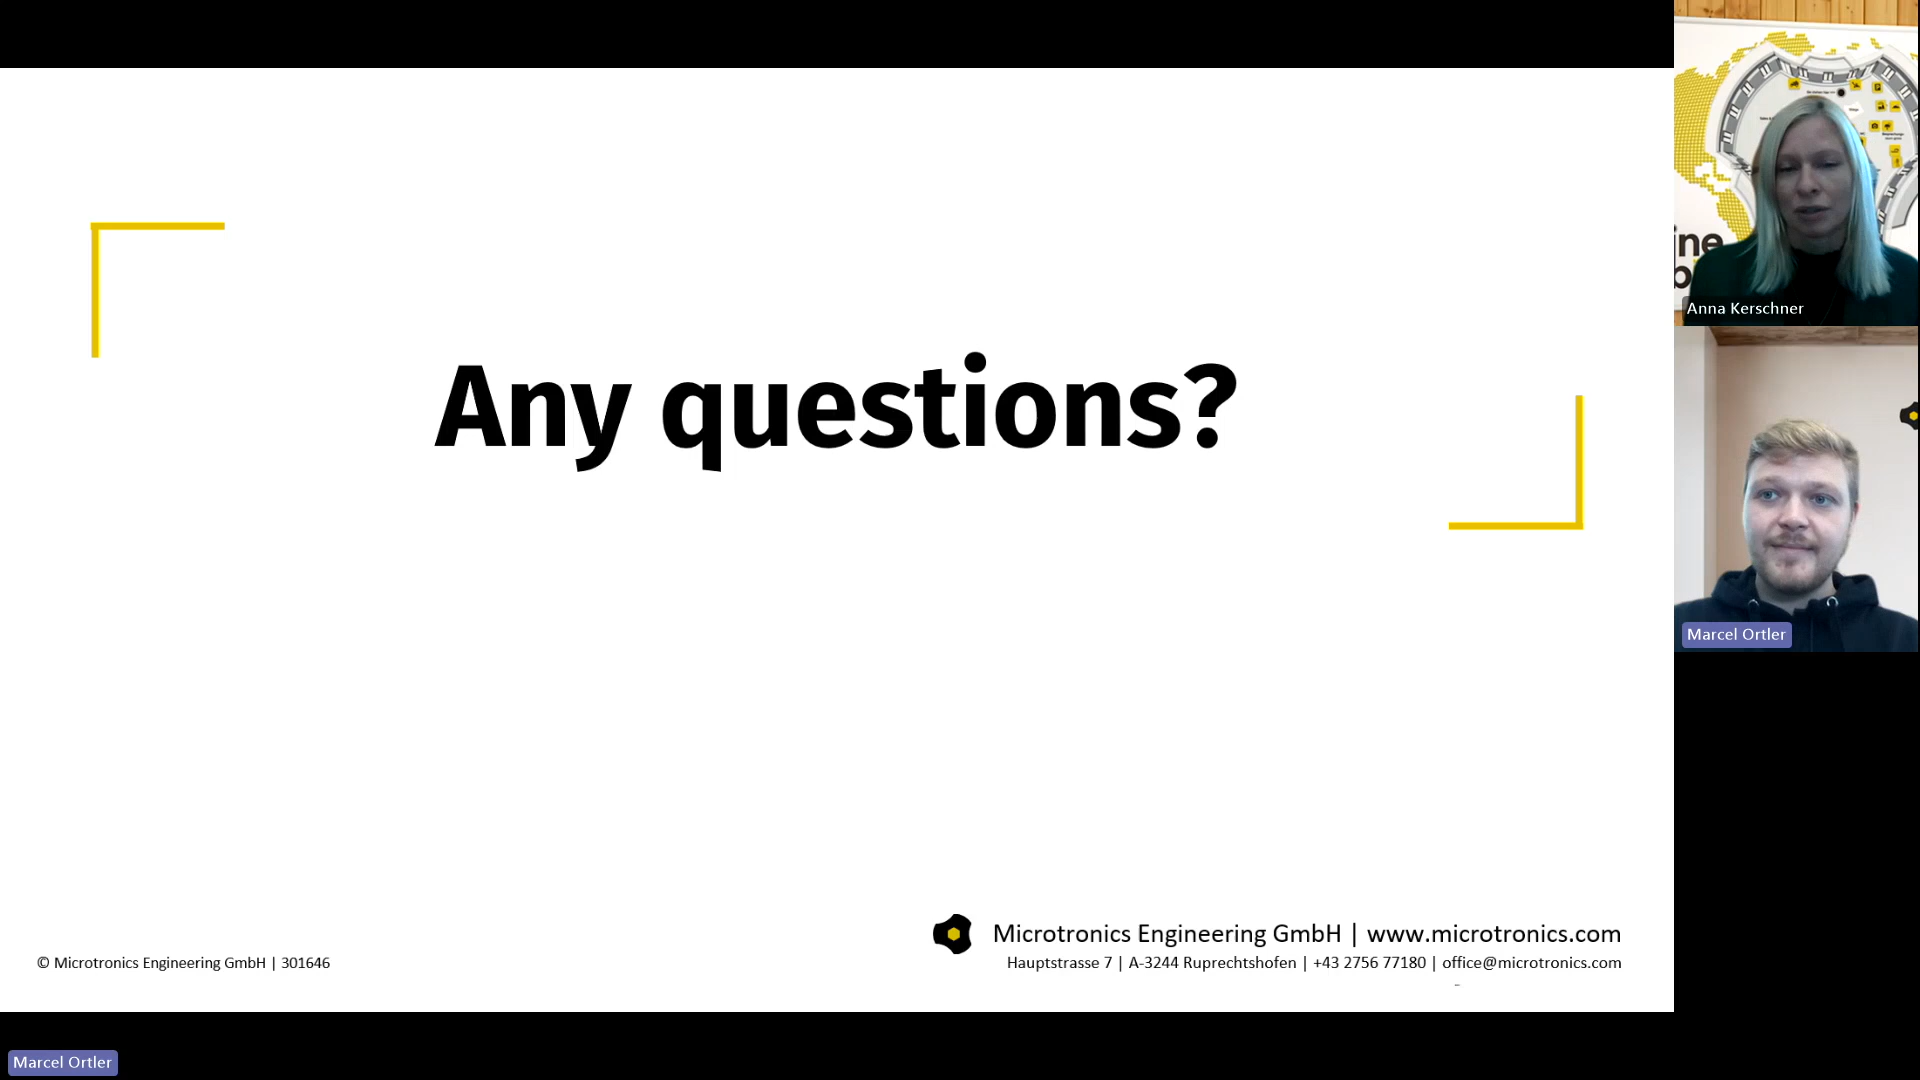 Any questions?
Microtronics Engineering GmbH | www.microtronics.com
Hauptstrasse 7 | A-3244 Ruprechtshofen | +43 2756 77180 | office@microtronics.com
© Microtronics Engineering GmbH | 301646
Marcel Ortler
ine
Anna Kerschner
Marcel Ortler